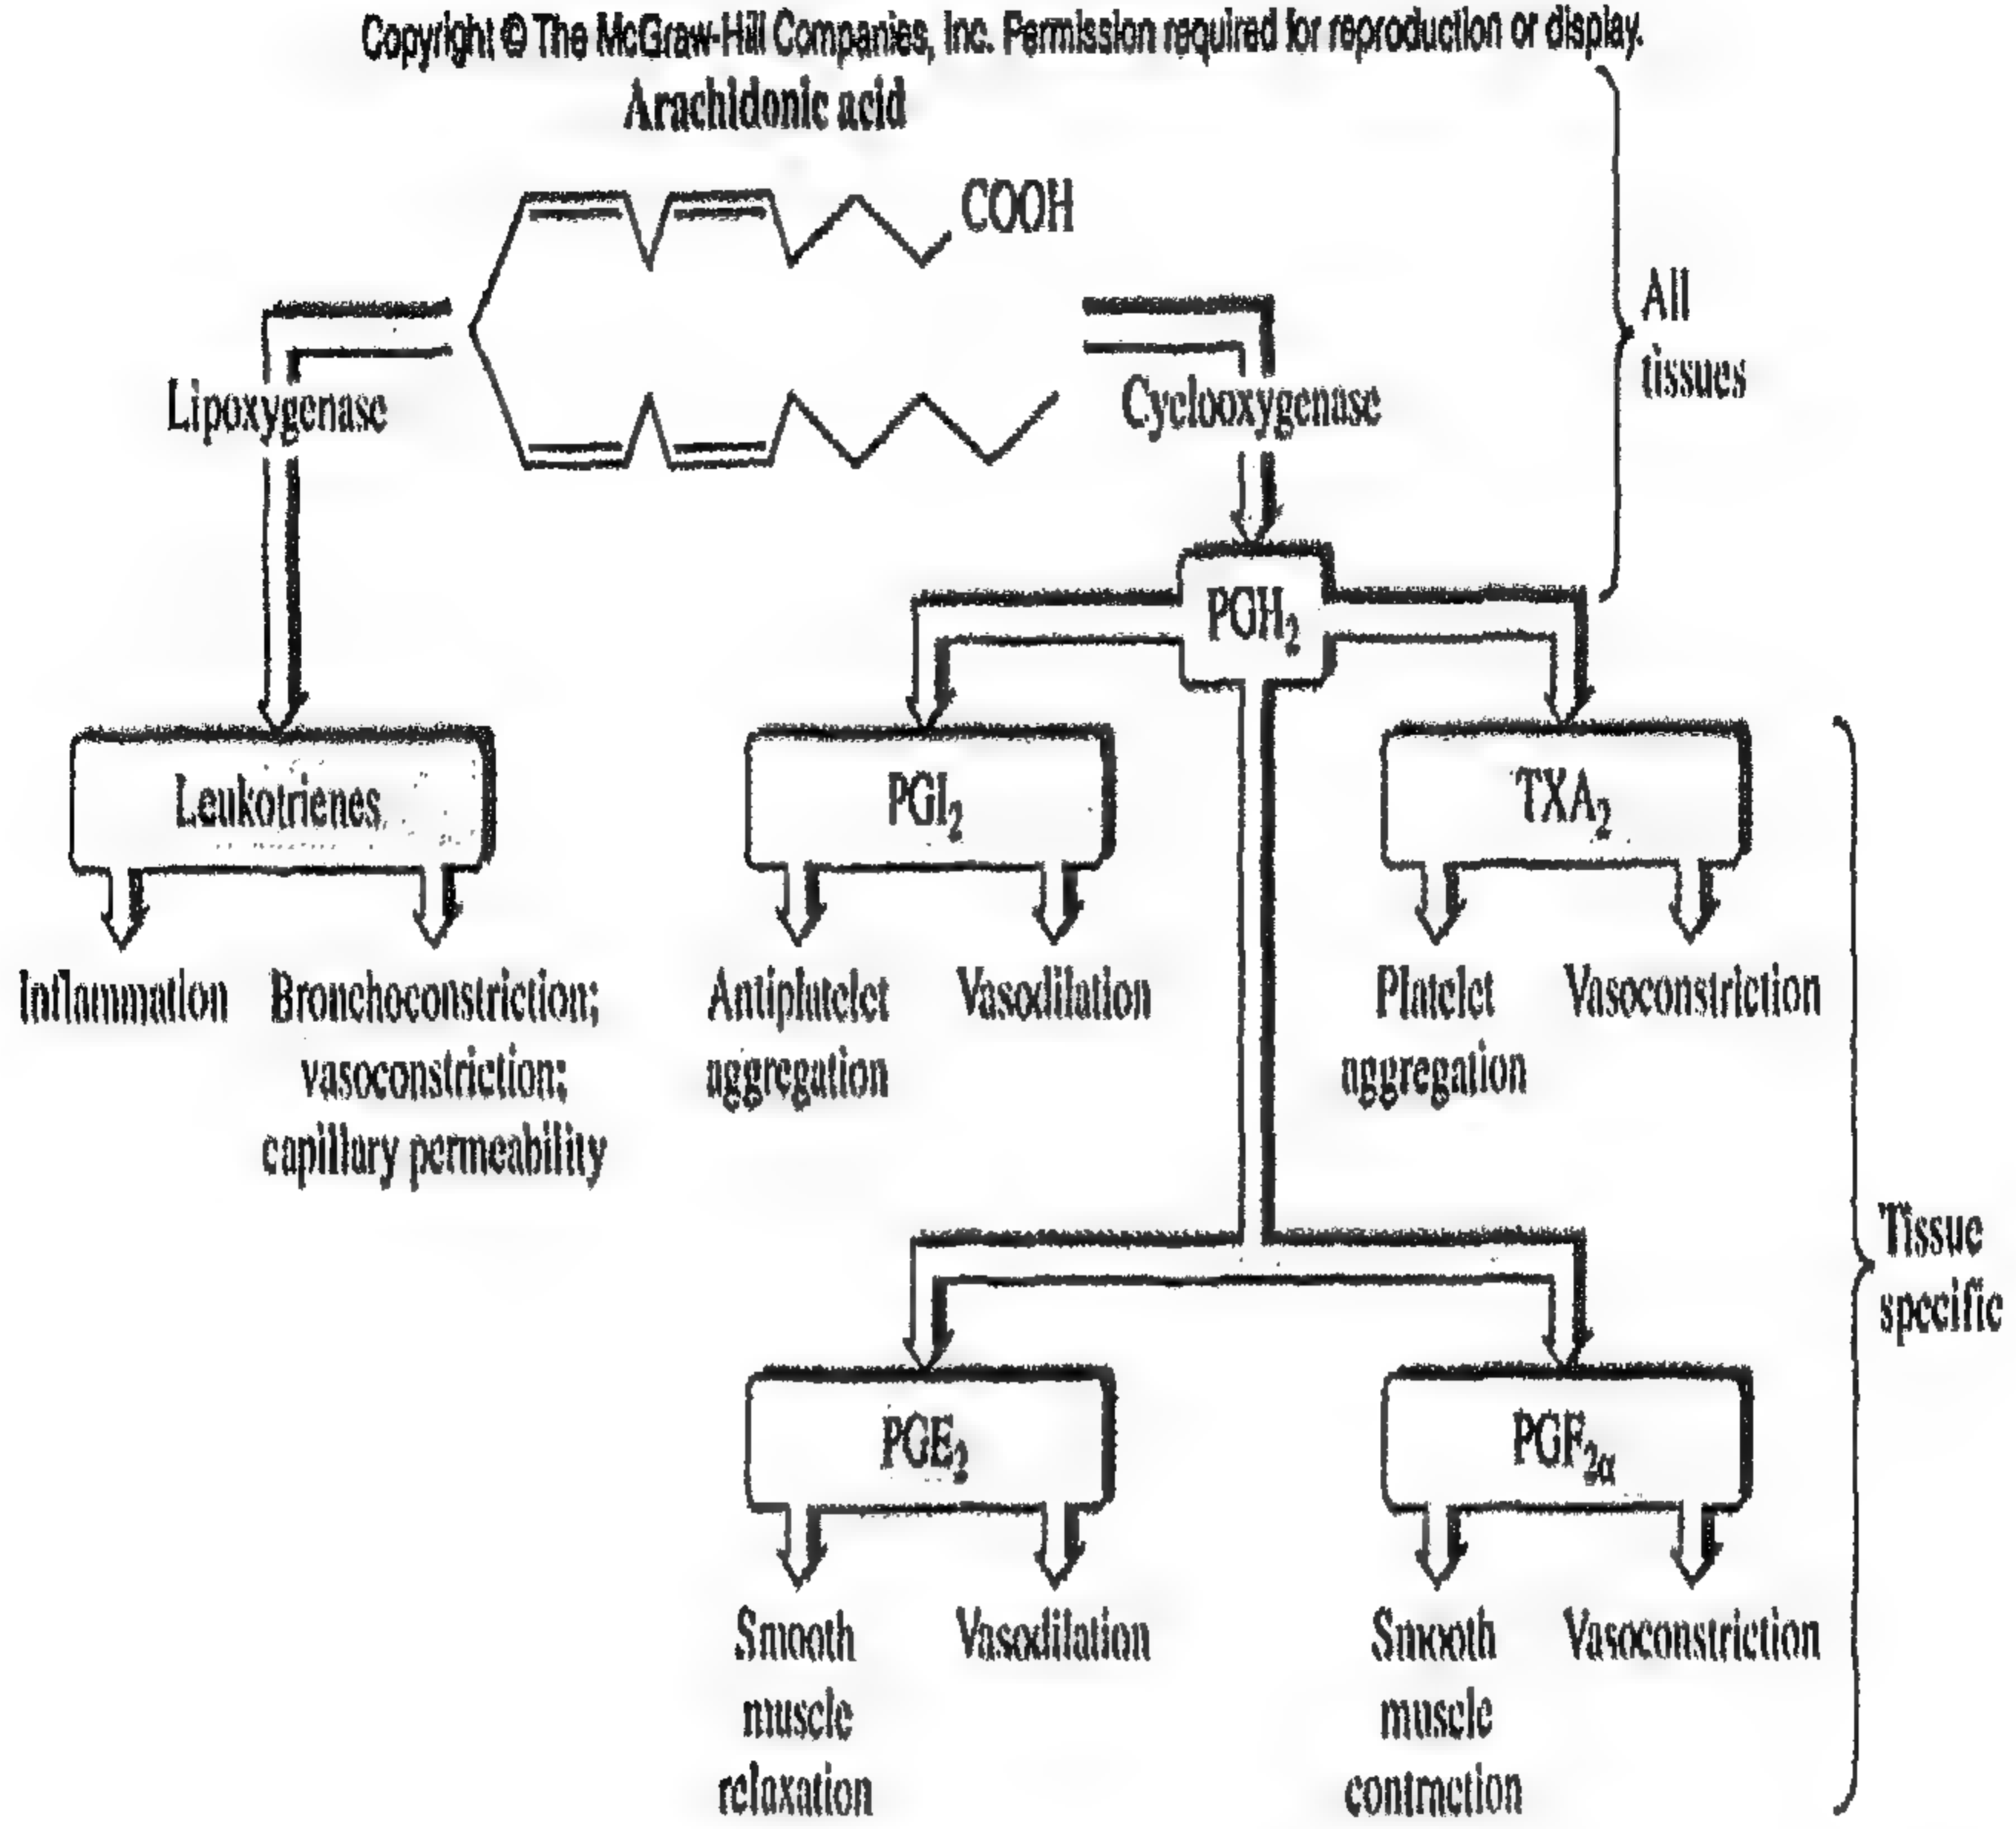 Copyright © The McGraw-Hill Companies, Inc. Permission required for reproduction or display.
Arachidonic acid
COOH
All
tissues
Lipoxygenase
Cyclooxygenase
PGH₂
Leukotrienes
PGI₂
TXA₂
Inflammation
Bronchoconstriction;
vasoconstriction;
capillary permeability
Antiplatelet
aggregation
Vasodilation
Platelet
aggregation
Vasoconstriction
Tissue
specific
PGE₂
PGF₂α
Smooth
muscle
relaxation
Vasodilation
Smooth
muscle
contraction
Vasoconstriction